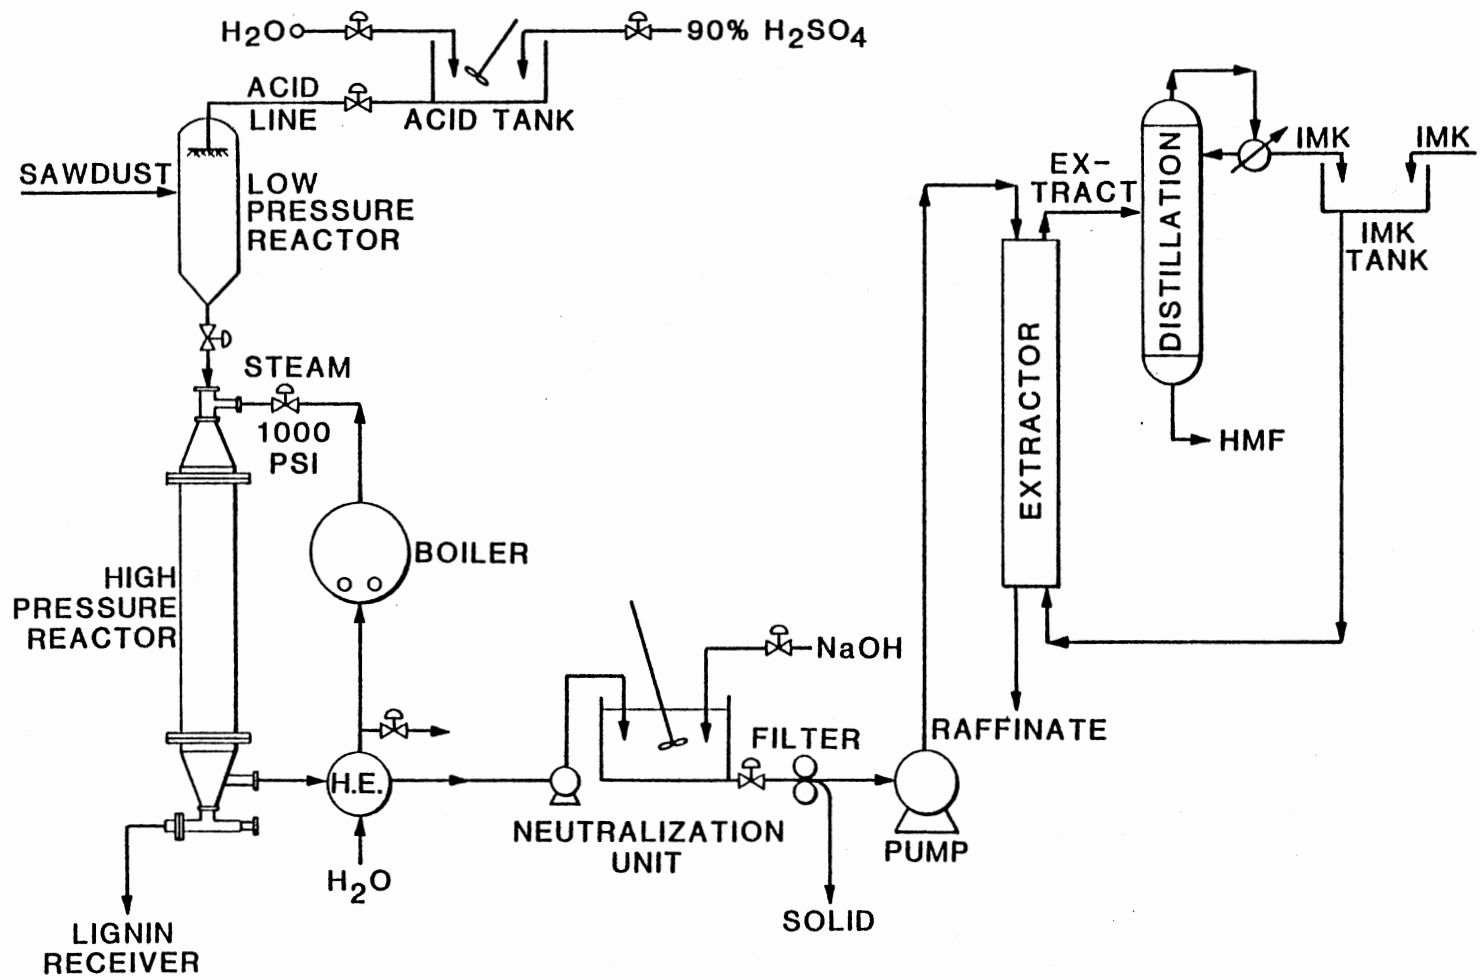 H2O
90% H2SO4
ACID
LINE
ACID TANK
SAWDUST
LOW
PRESSURE
REACTOR
STEAM
1000
PSI
BOILER
HIGH
PRESSURE
REACTOR
H.E.
H2O
LIGNIN
RECEIVER
NEUTRALIZATION
UNIT
NaOH
FILTER
SOLID
PUMP
RAFFINATE
EXTRACTOR
EX-
TRACT
DISTILLATION
HMF
IMK
IMK
IMK
TANK